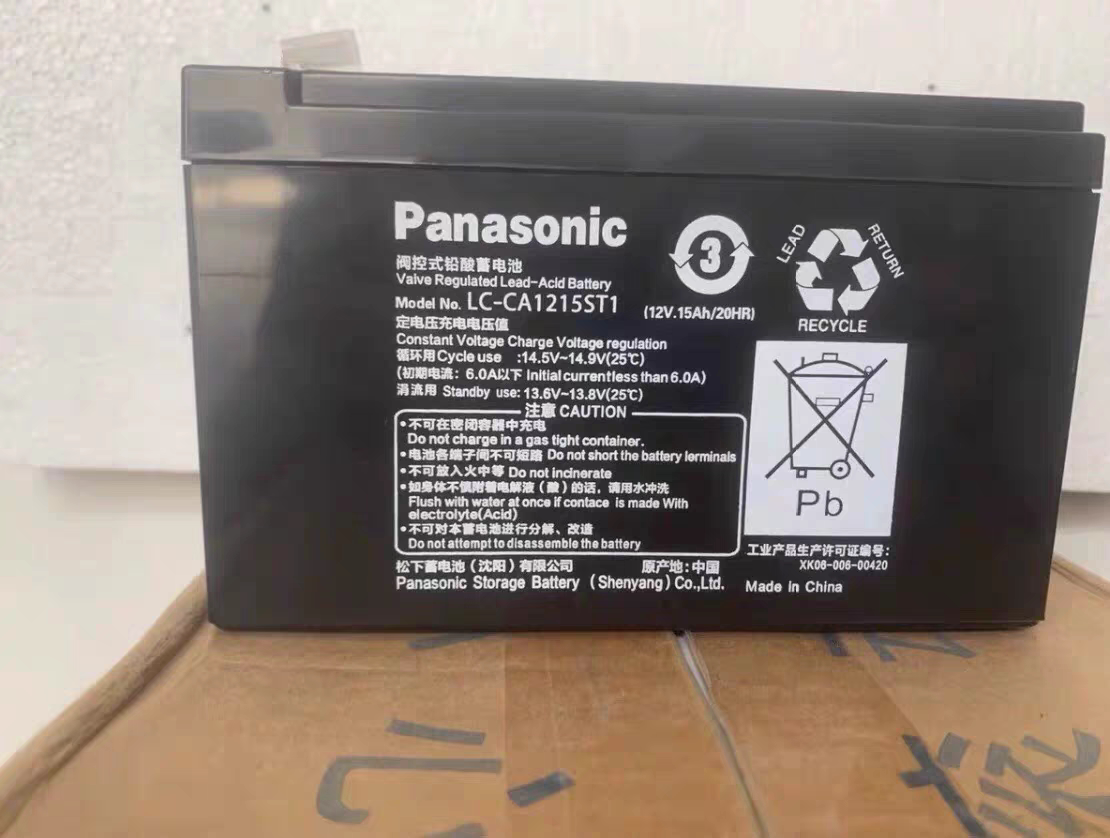 Panasonic
阀控式铅酸蓄电池
Valve Regulated Lead-Acid Battery
Model No. LC-CA1215ST1 (12V.15Ah/20HR)
定电压充电电压值
Constant Voltage Charge Voltage regulation
循环用Cycle use :14.5V~14.9V(25℃)
(初期电流: 6.0A以下 Initial currentless than 6.0A)
涓流用 Standby use: 13.6V~13.8V(25℃)
3
LEAD
RETURN
RECYCLE
注意 CAUTION
•不可在密闭容器中充电
Do not charge in a gas tight container.
•电池各端子间不可短路 Do not short the battery lerminals
•不可放入火中等 Do not incinerate
•如身体不慎附着电解液（酸）的话，请用水冲洗
Flush with water at once if contace is made With
electrolyte(Acid)
•不可对本蓄电池进行分解、改造
Do not attempt to disassemble the battery
Pb
工业产品生产许可证编号:
XK06-006-00420
松下蓄电池（沈阳）有限公司 原产地:中国
Panasonic Storage Battery (Shenyang) Co.,Ltd. Made in China